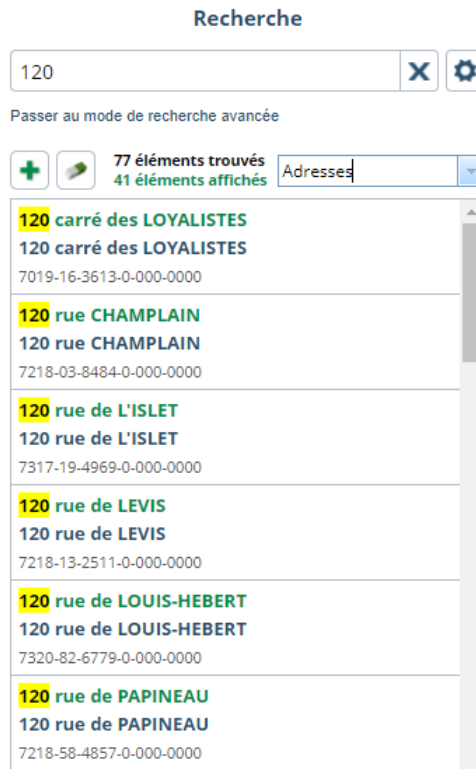 Recherche
120
Passer au mode de recherche avancée
77 éléments trouvés
41 éléments affichés
Adresses
120 carré des LOYALISTES
120 carré des LOYALISTES
7019-16-3613-0-000-0000
120 rue CHAMPLAIN
120 rue CHAMPLAIN
7218-03-8484-0-000-0000
120 rue de L'ISLET
120 rue de L'ISLET
7317-19-4969-0-000-0000
120 rue de LEVIS
120 rue de LEVIS
7218-13-2511-0-000-0000
120 rue de LOUIS-HEBERT
120 rue de LOUIS-HEBERT
7320-82-6779-0-000-0000
120 rue de PAPINEAU
120 rue de PAPINEAU
7218-58-4857-0-000-0000